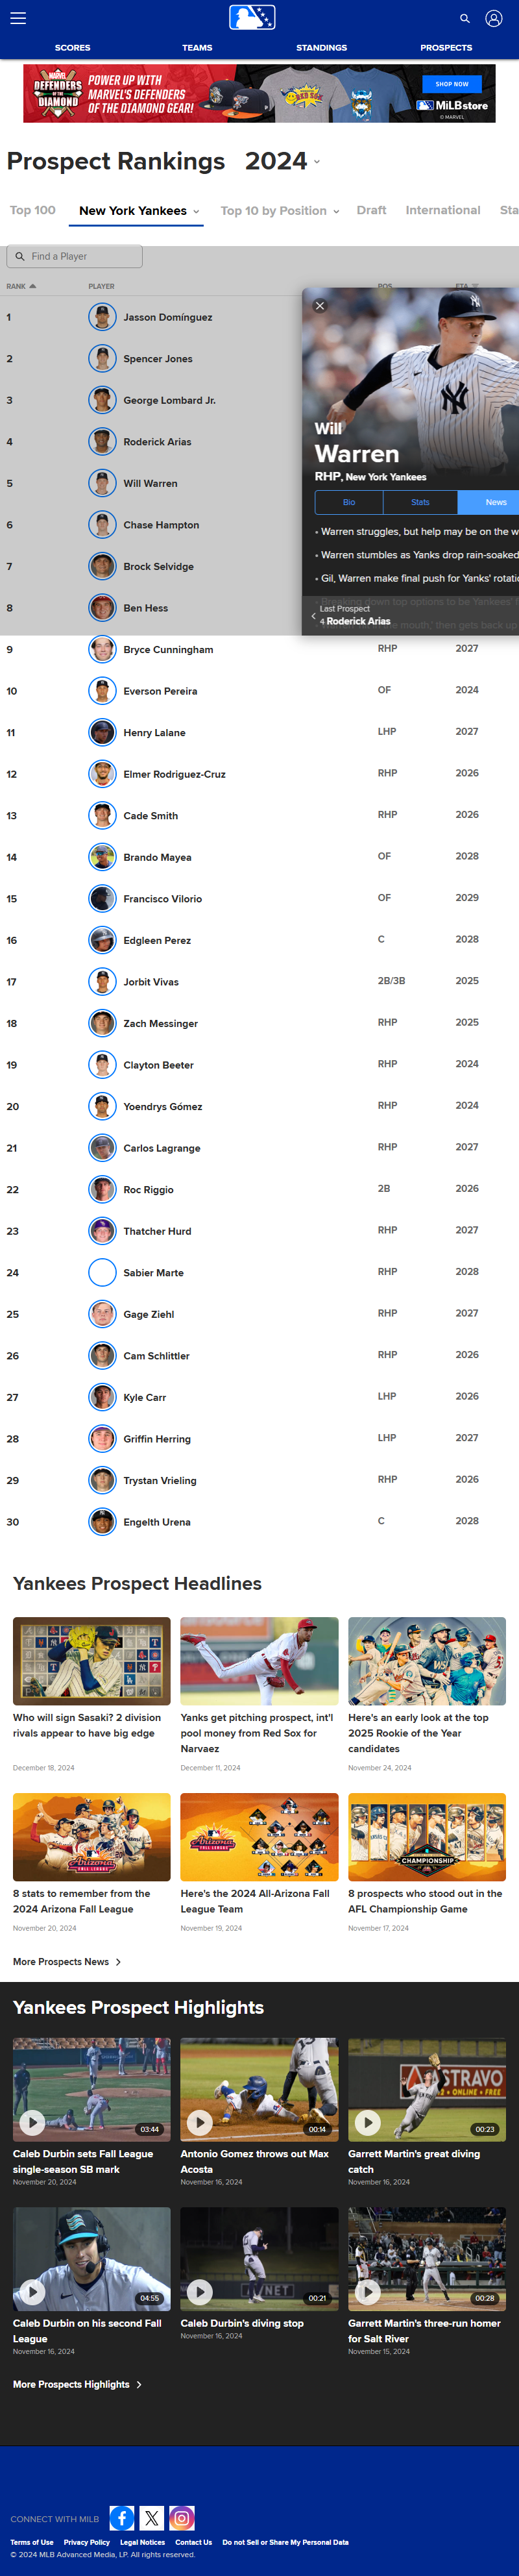 SCORES
TEAMS
STANDINGS
PROSPECTS
MARVEL
DEFENDERS
OF THE
DIAMOND
POWER UP WITH
MARVEL'S DEFENDERS
OF THE DIAMOND GEAR!
SHOP NOW
MiLBstore
© MARVEL
Prospect Rankings 2024
Top 100 New York Yankees Top 10 by Position Draft International Sta
Find a Player
RANK PLAYER POS ETA
1 Jasson Domínguez
2 Spencer Jones
3 George Lombard Jr.
4 Roderick Arias
5 Will Warren
6 Chase Hampton
7 Brock Selvidge
8 Ben Hess
Will
Warren
RHP, New York Yankees
Bio Stats News
• Warren struggles, but help may be on the w
• Warren stumbles as Yanks drop rain-soaked
• Gil, Warren make final push for Yanks' rotati
Last Prospect
4 Roderick Arias
9 Bryce Cunningham RHP 2027
10 Everson Pereira OF 2024
11 Henry Lalane LHP 2027
12 Elmer Rodriguez-Cruz RHP 2026
13 Cade Smith RHP 2026
14 Brando Mayea OF 2028
15 Francisco Vilorio OF 2029
16 Edgleen Perez C 2028
17 Jorbit Vivas 2B/3B 2025
18 Zach Messinger RHP 2025
19 Clayton Beeter RHP 2024
20 Yoendrys Gómez RHP 2024
21 Carlos Lagrange RHP 2027
22 Roc Riggio 2B 2026
23 Thatcher Hurd RHP 2027
24 Sabier Marte RHP 2028
25 Gage Ziehl RHP 2027
26 Cam Schlittler RHP 2026
27 Kyle Carr LHP 2026
28 Griffin Herring LHP 2027
29 Trystan Vrieling RHP 2026
30 Engelth Urena C 2028
Yankees Prospect Headlines
Who will sign Sasaki? 2 division
rivals appear to have big edge
December 18, 2024
Yanks get pitching prospect, int'l
pool money from Red Sox for
Narvaez
December 11, 2024
Here's an early look at the top
2025 Rookie of the Year
candidates
November 24, 2024
8 stats to remember from the
2024 Arizona Fall League
November 20, 2024
Here's the 2024 All-Arizona Fall
League Team
November 19, 2024
CHAMPIONSHIP
8 prospects who stood out in the
AFL Championship Game
November 17, 2024
More Prospects News
Yankees Prospect Highlights
03:44
Caleb Durbin sets Fall League
single-season SB mark
November 20, 2024
00:14
Antonio Gomez throws out Max
Acosta
November 16, 2024
00:23
Garrett Martin's great diving
catch
November 16, 2024
04:55
Caleb Durbin on his second Fall
League
November 16, 2024
00:21
Caleb Durbin's diving stop
November 16, 2024
00:28
Garrett Martin's three-run homer
for Salt River
November 15, 2024
More Prospects Highlights
CONNECT WITH MILB
Terms of Use Privacy Policy Legal Notices Contact Us Do not Sell or Share My Personal Data
© 2024 MLB Advanced Media, LP. All rights reserved.